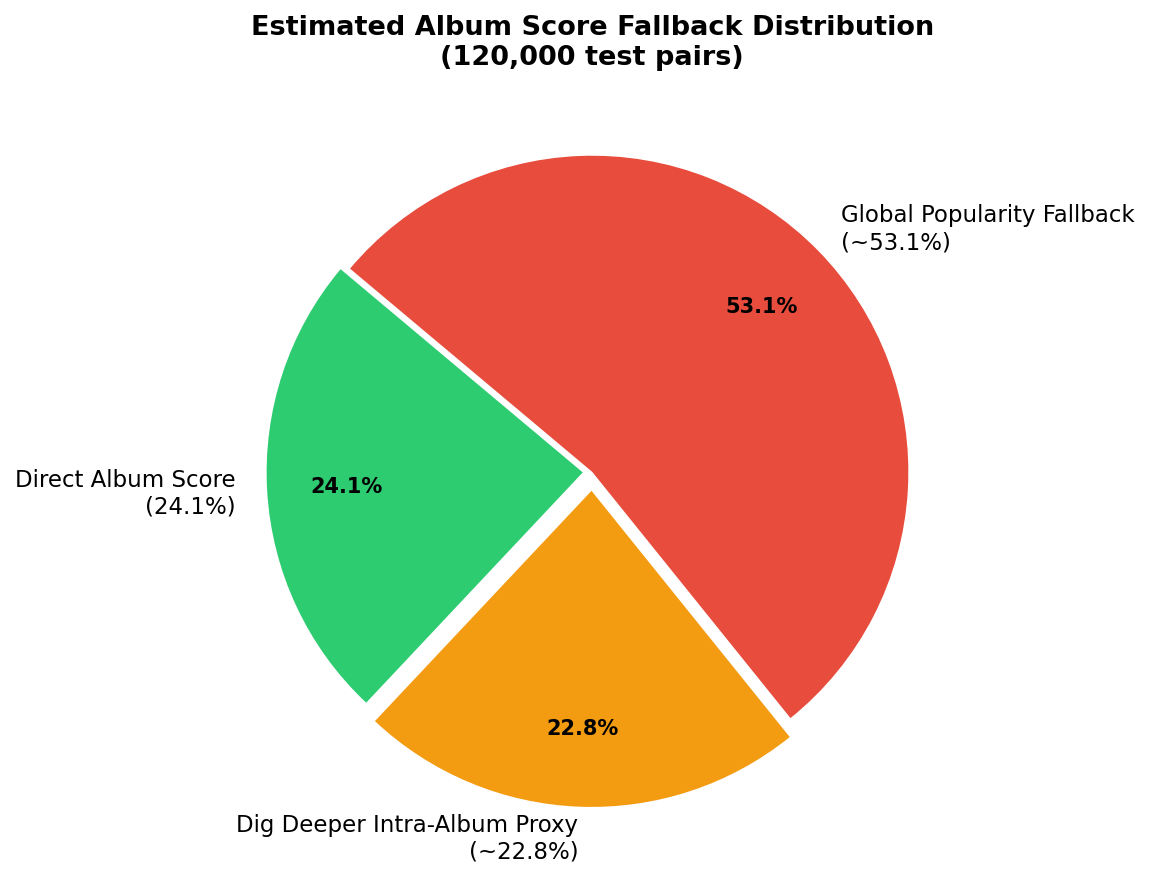 Estimated Album Score Fallback Distribution
(120,000 test pairs)
Global Popularity Fallback
(~53.1%)
53.1%
Direct Album Score
(24.1%)
24.1%
22.8%
Dig Deeper Intra-Album Proxy
(~22.8%)